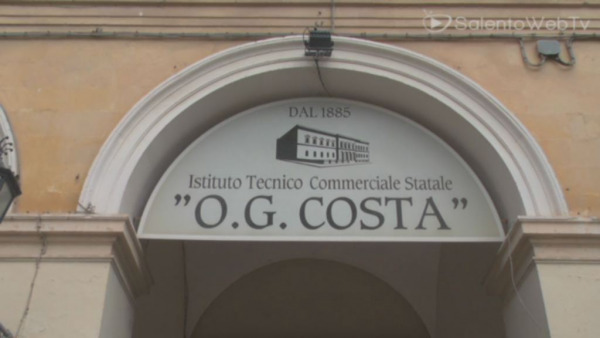 SalentoWebTv
DAL 1885
Istituto Tecnico Commerciale Statale
"O.G. COSTA"